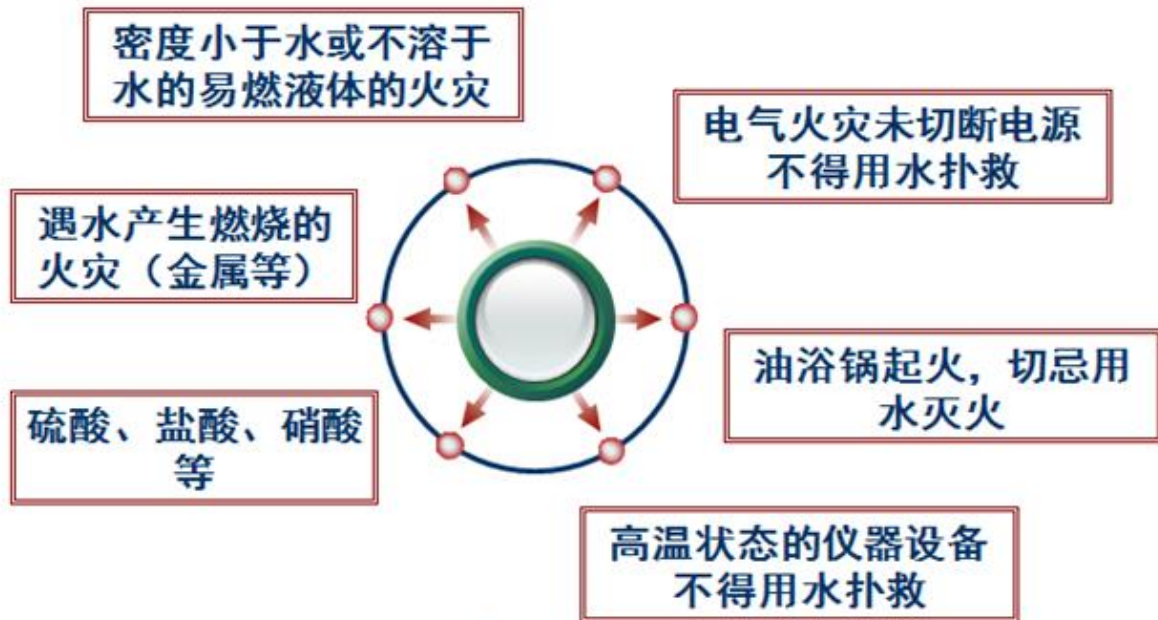 密度小于水或不溶于
水的易燃液体的火灾
电气火灾未切断电源
不得用水扑救
遇水产生燃烧的
火灾（金属等）
油浴锅起火，切忌用
水灭火
硫酸、盐酸、硝酸
等
高温状态的仪器设备
不得用水扑救